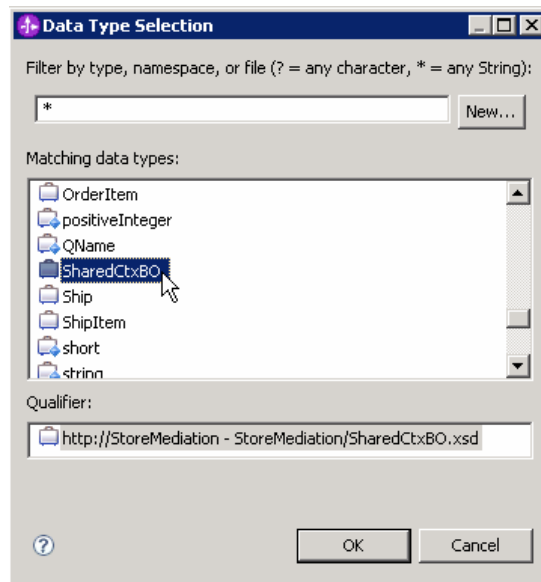 Data Type Selection
Filter by type, namespace, or file (? = any character, * = any String):
*
New...
Matching data types:
OrderItem
positiveInteger
QName
SharedCtxBO
Ship
ShipItem
short
string
Qualifier:
http://StoreMediation - StoreMediation/SharedCtxBO.xsd
?
OK
Cancel